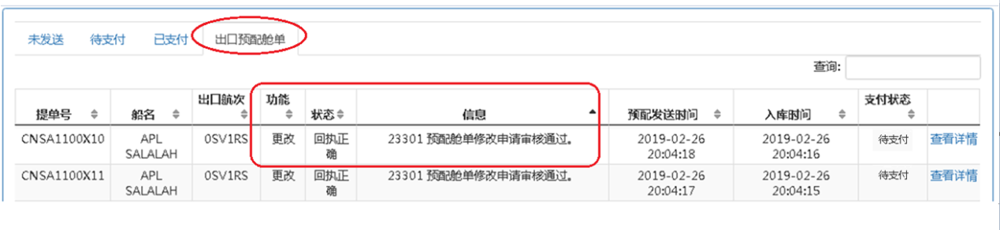 未发送 待支付 已支付 出口预配舱单
查询:
提单号 船名 出口航次 功能 状态 信息 预配发送时间 入库时间 支付状态
CNSA1100X10 APL 0SV1RS 更改 回执正 23301 预配舱单修改申请审核通过。 2019-02-26 2019-02-26 待支付 查看详情
SALALAH 确 20:04:18 20:04:16
CNSA1100X11 APL 0SV1RS 更改 回执正 23301 预配舱单修改申请审核通过。 2019-02-26 2019-02-26 待支付 查看详情
SALALAH 确 20:04:17 20:04:15